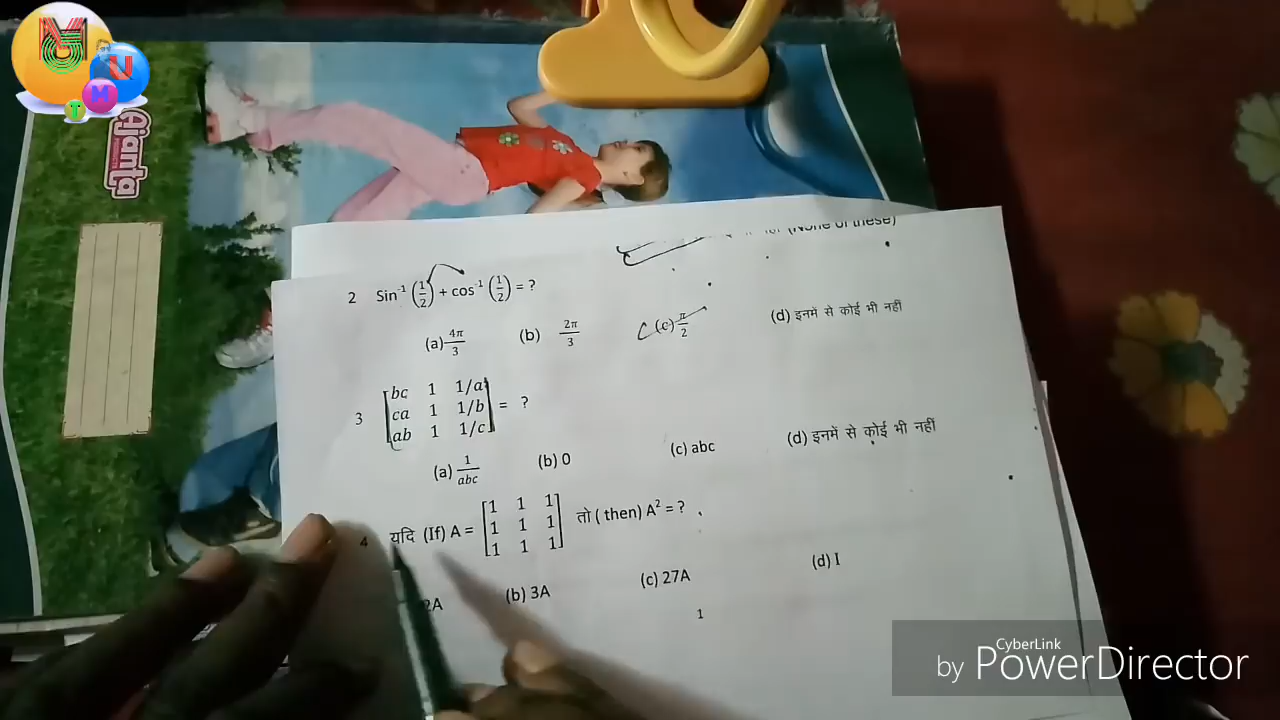 MG
U
H
T
Ajanta
(None of these)
2 Sin⁻¹ (1/2) + cos⁻¹ (1/2) = ?
(a) 4π/3 (b) 2π/3 (c) π/2 (d) इनमें से कोई भी नहीं
3 [bc 1 1/a
ca 1 1/b
ab 1 1/c] = ?
(a) 1/abc (b) 0 (c) abc (d) इनमें से कोई भी नहीं
4 यदि (If) A = [1 1 1
1 1 1
1 1 1] तो ( then) A² = ?
2A (b) 3A (c) 27A (d) I
1
CyberLink
by PowerDirector